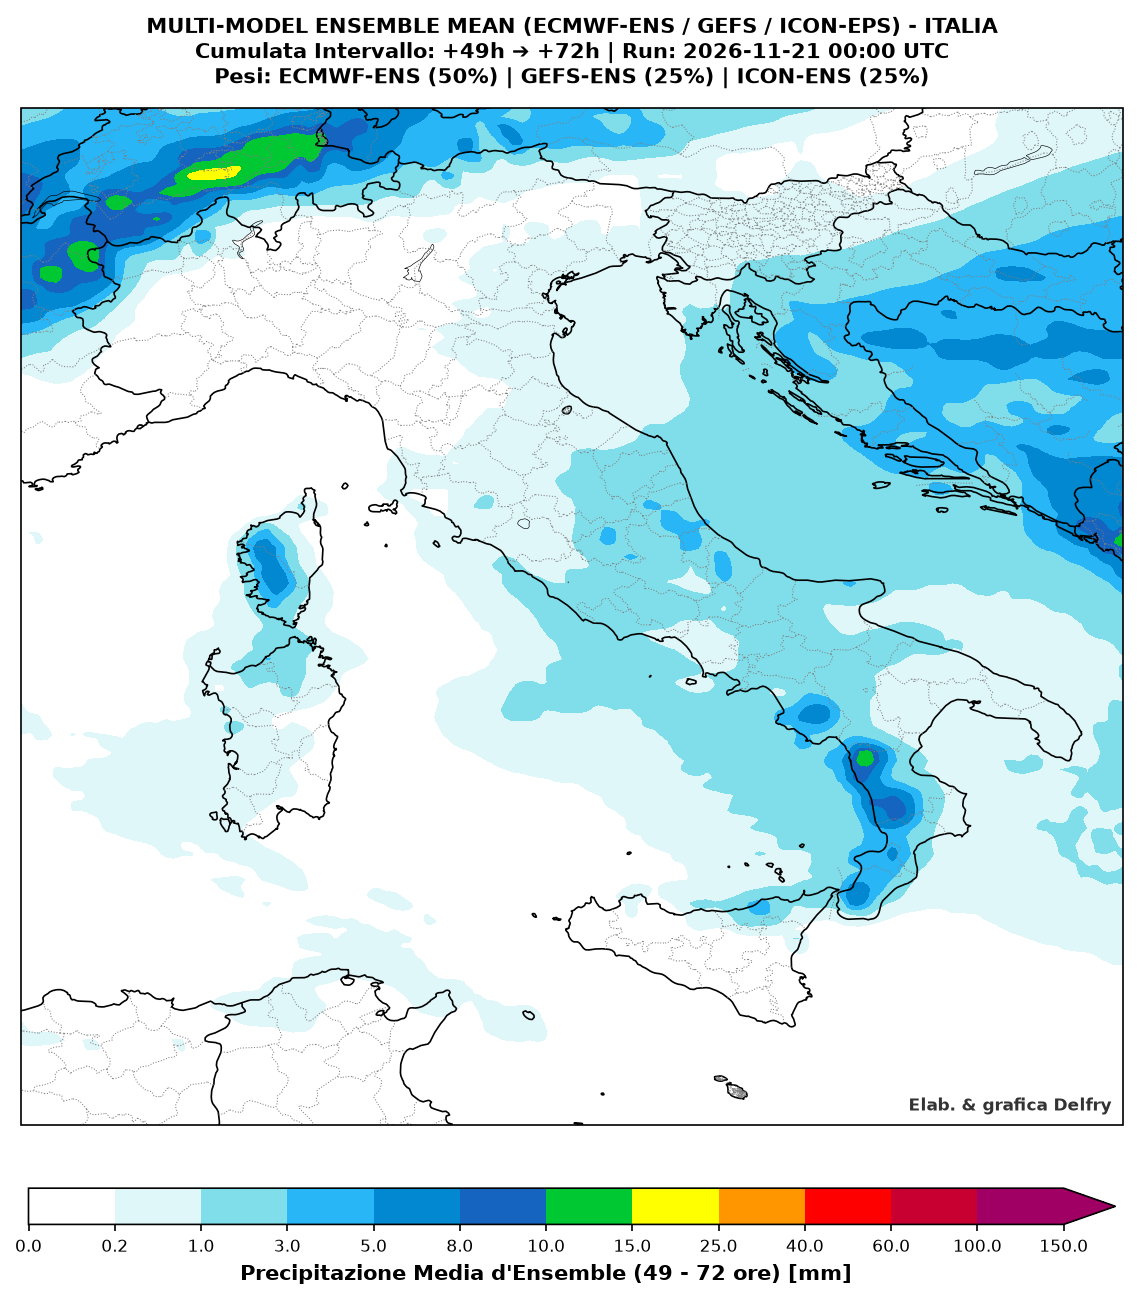 MULTI-MODEL ENSEMBLE MEAN (ECMWF-ENS / GEFS / ICON-EPS) - ITALIA
Cumulata Intervallo: +49h ➔ +72h | Run: 2026-11-21 00:00 UTC
Pesi: ECMWF-ENS (50%) | GEFS-ENS (25%) | ICON-ENS (25%)
Elab. & grafica Delfry
0.0 0.2 1.0 3.0 5.0 8.0 10.0 15.0 25.0 40.0 60.0 100.0 150.0
Precipitazione Media d'Ensemble (49 - 72 ore) [mm]